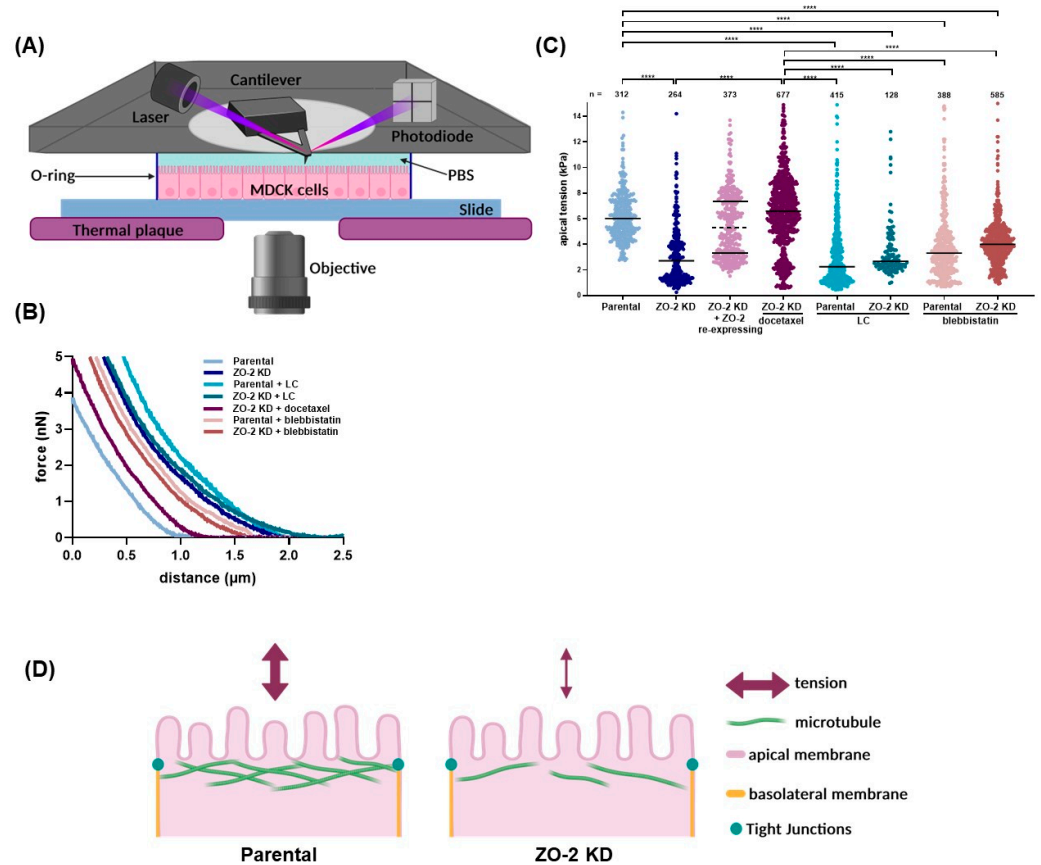 (A)
Cantilever
Laser
Photodiode
O-ring
PBS
MDCK cells
Slide
Thermal plaque
Objective
(B)
force (nN)
5
4
3
2
1
0
0.0 0.5 1.0 1.5 2.0 2.5
distance (µm)
Parental
ZO-2 KD
Parental + LC
ZO-2 KD + LC
ZO-2 KD + docetaxel
Parental + blebbistatin
ZO-2 KD + blebbistatin
(C)
****
****
****
****
****
****
****
**** **** ****
n = 312 264 373 677 415 128 388 585
apical tension (kPa)
14
12
10
8
6
4
2
0
Parental ZO-2 KD ZO-2 KD ZO-2 KD Parental ZO-2 KD Parental ZO-2 KD
+ ZO-2 docetaxel LC blebbistatin
re-expressing
(D)
tension
microtubule
apical membrane
basolateral membrane
Tight Junctions
Parental ZO-2 KD